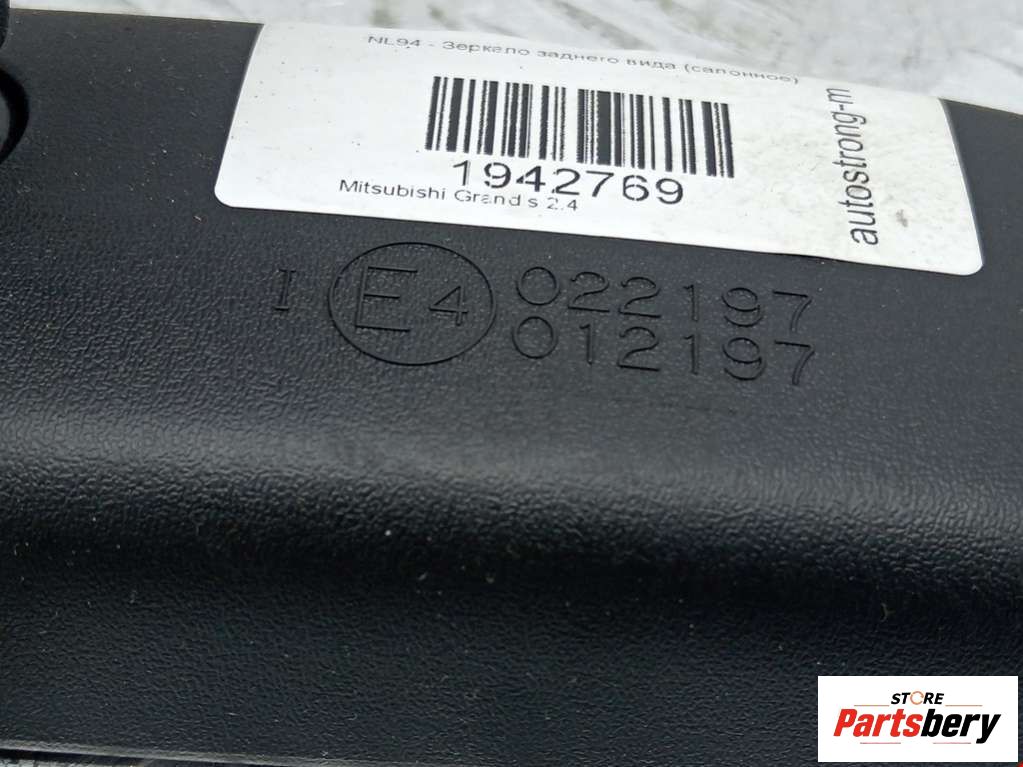 NL94 - Зеркало заднего вида (салонное)
1942769
Mitsubishi Grandis 2.4
autostrong-m
I E4 022197
012197
STORE
Partsbery